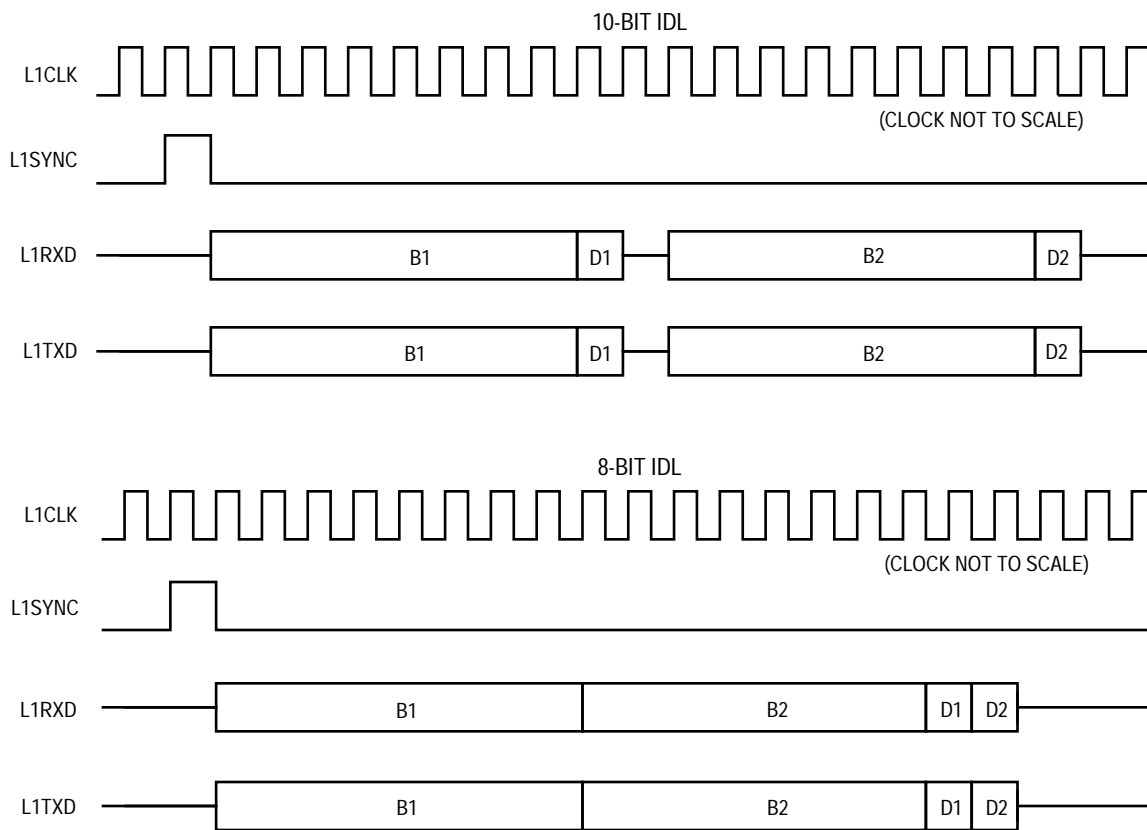 10-BIT IDL
L1CLK
(CLOCK NOT TO SCALE)
L1SYNC
L1RXD B1 D1 B2 D2
L1TXD B1 D1 B2 D2
8-BIT IDL
L1CLK
(CLOCK NOT TO SCALE)
L1SYNC
L1RXD B1 B2 D1 D2
L1TXD B1 B2 D1 D2